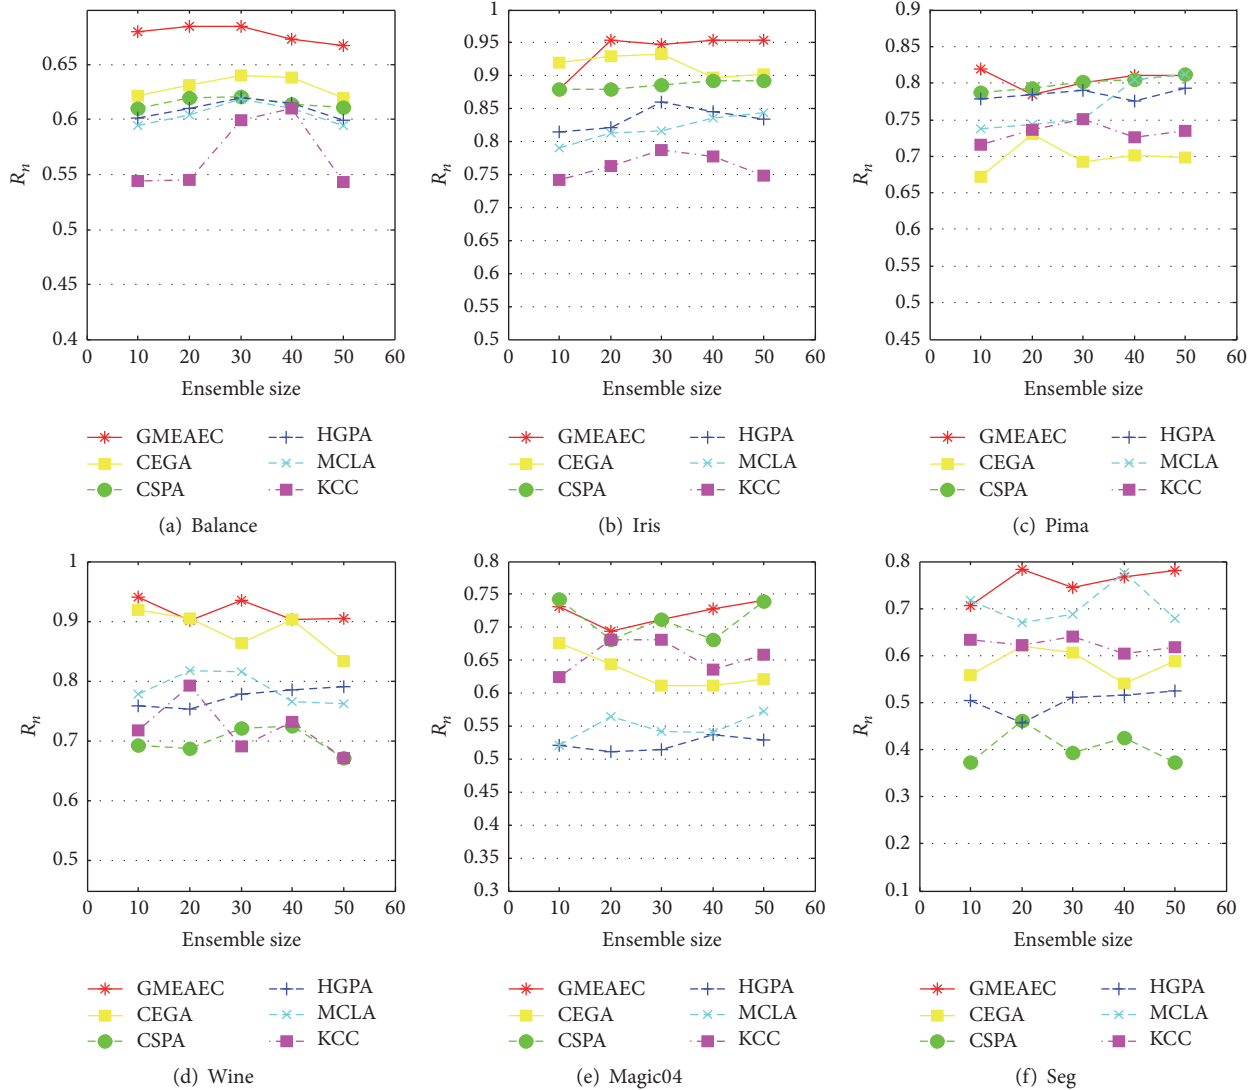 0.65
0.6
0.55
0.5
0.45
0.4
R_n
0 10 20 30 40 50 60
Ensemble size
GMEAEC HGPA
CEGA MCLA
CSPA KCC
(a) Balance
1
0.95
0.9
0.85
0.8
0.75
0.7
0.65
0.6
0.55
0.5
R_n
0 10 20 30 40 50 60
Ensemble size
GMEAEC HGPA
CEGA MCLA
CSPA KCC
(b) Iris
0.9
0.85
0.8
0.75
0.7
0.65
0.6
0.55
0.5
0.45
R_n
0 10 20 30 40 50 60
Ensemble size
GMEAEC HGPA
CEGA MCLA
CSPA KCC
(c) Pima
1
0.9
0.8
0.7
0.6
0.5
R_n
0 10 20 30 40 50 60
Ensemble size
GMEAEC HGPA
CEGA MCLA
CSPA KCC
(d) Wine
0.8
0.75
0.7
0.65
0.6
0.55
0.5
0.45
0.4
0.35
0.3
R_n
0 10 20 30 40 50 60
Ensemble size
GMEAEC HGPA
CEGA MCLA
CSPA KCC
(e) Magic04
0.8
0.7
0.6
0.5
0.4
0.3
0.2
0.1
R_n
0 10 20 30 40 50 60
Ensemble size
GMEAEC HGPA
CEGA MCLA
CSPA KCC
(f) Seg